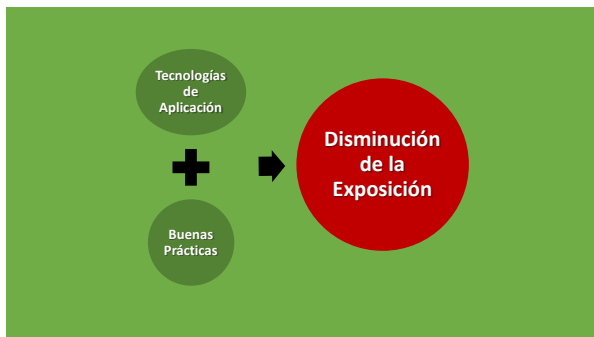 Tecnologías
de
Aplicación
Buenas
Prácticas
Disminución
de la
Exposición